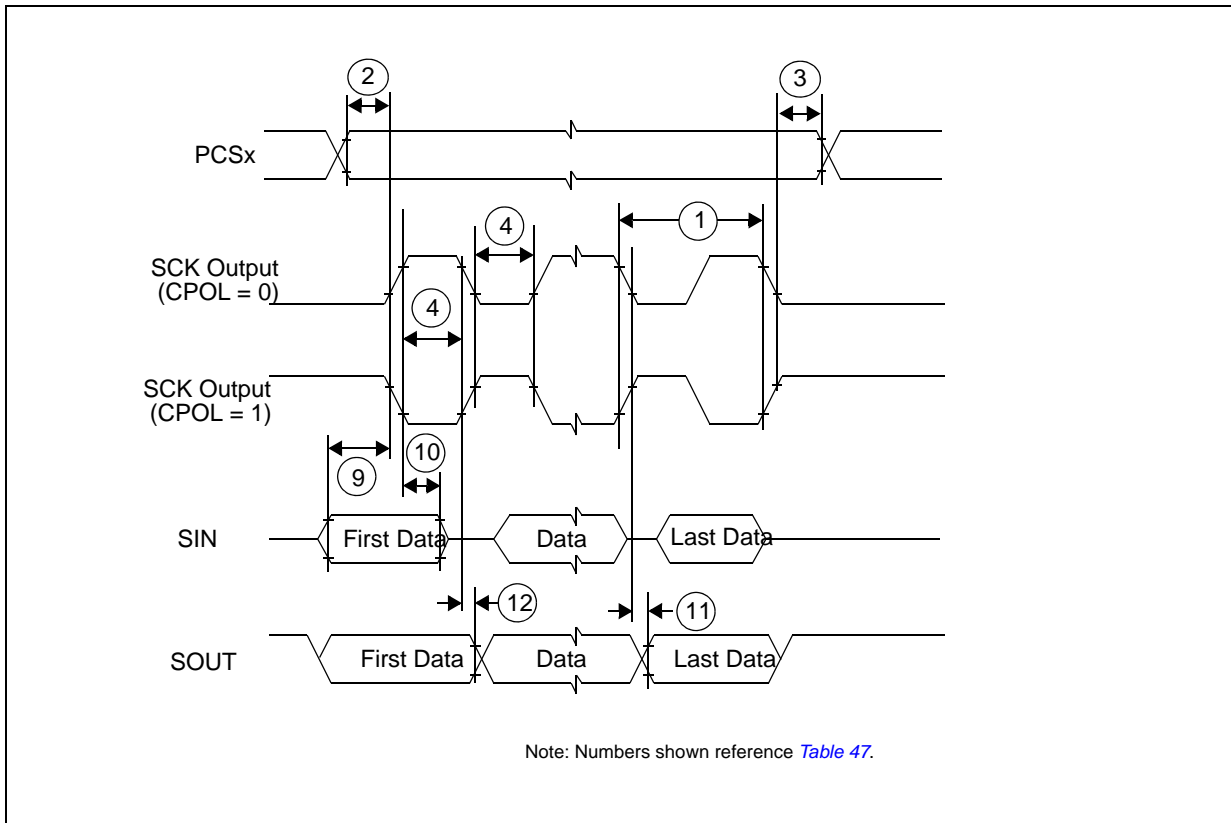 2
3
PCSx
4
1
SCK Output
(CPOL = 0)
4
SCK Output
(CPOL = 1)
9
10
SIN
First Data
Data
Last Data
12
11
SOUT
First Data
Data
Last Data
Note: Numbers shown reference Table 47.